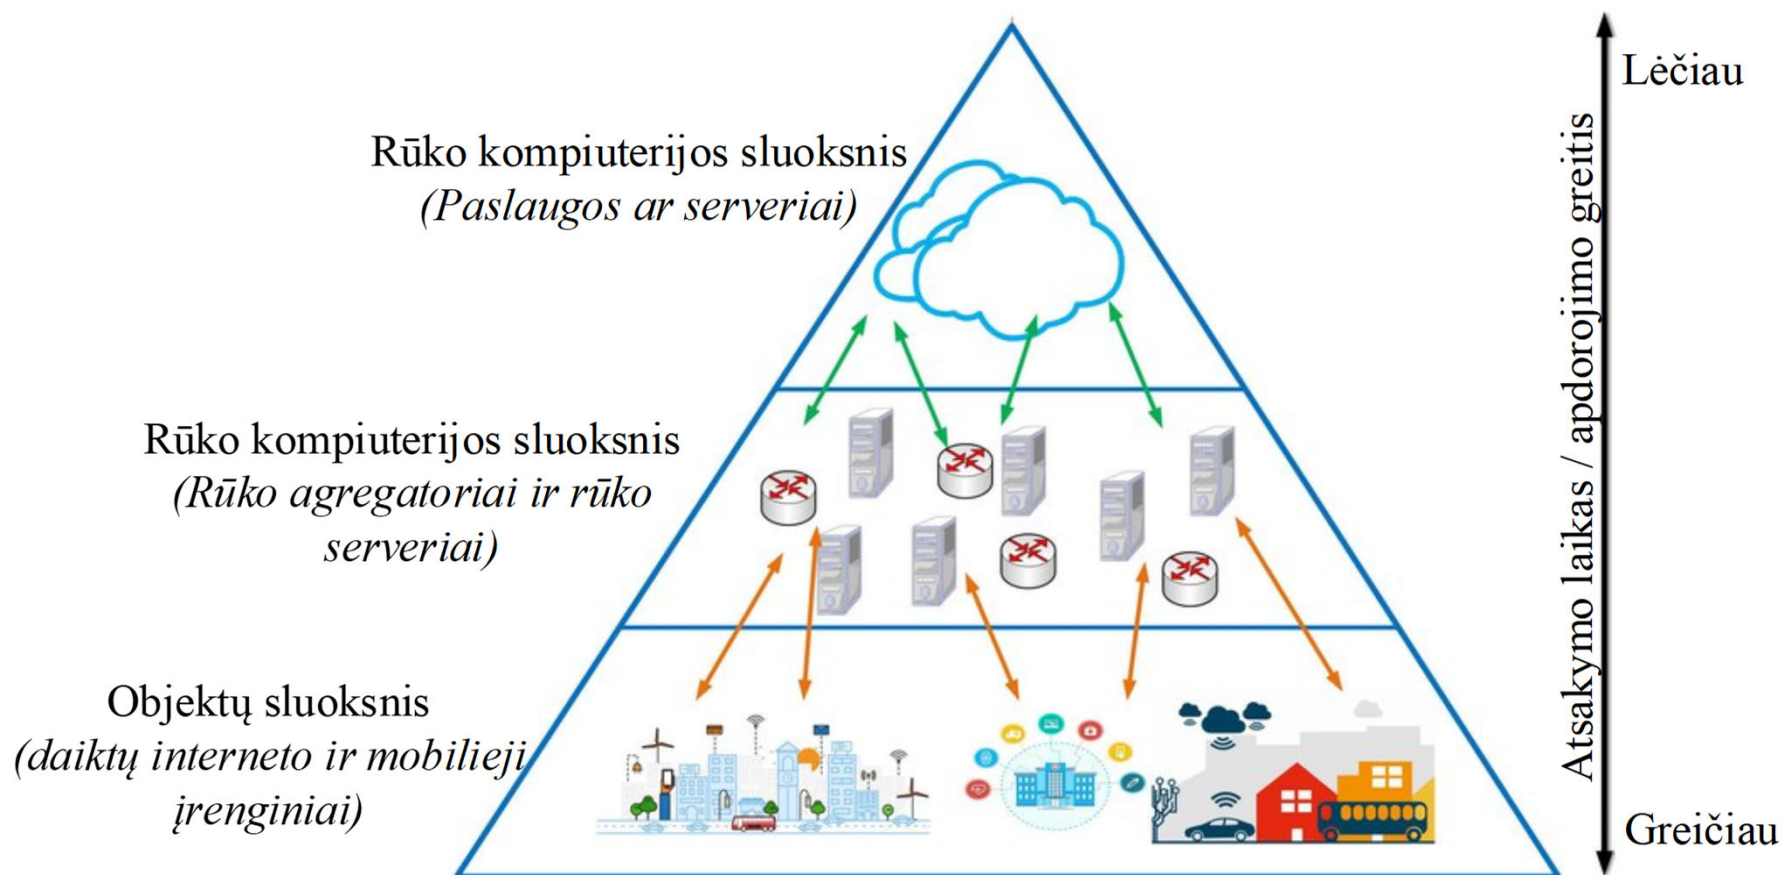 Lėčiau
Rūko kompiuterijos sluoksnis
(Paslaugos ar serveriai)
Atsakymo laikas / apdorojimo greitis
Rūko kompiuterijos sluoksnis
(Rūko agregatoriai ir rūko
serveriai)
Objektų sluoksnis
(daiktų interneto ir mobilieji
įrenginiai)
Greičiau